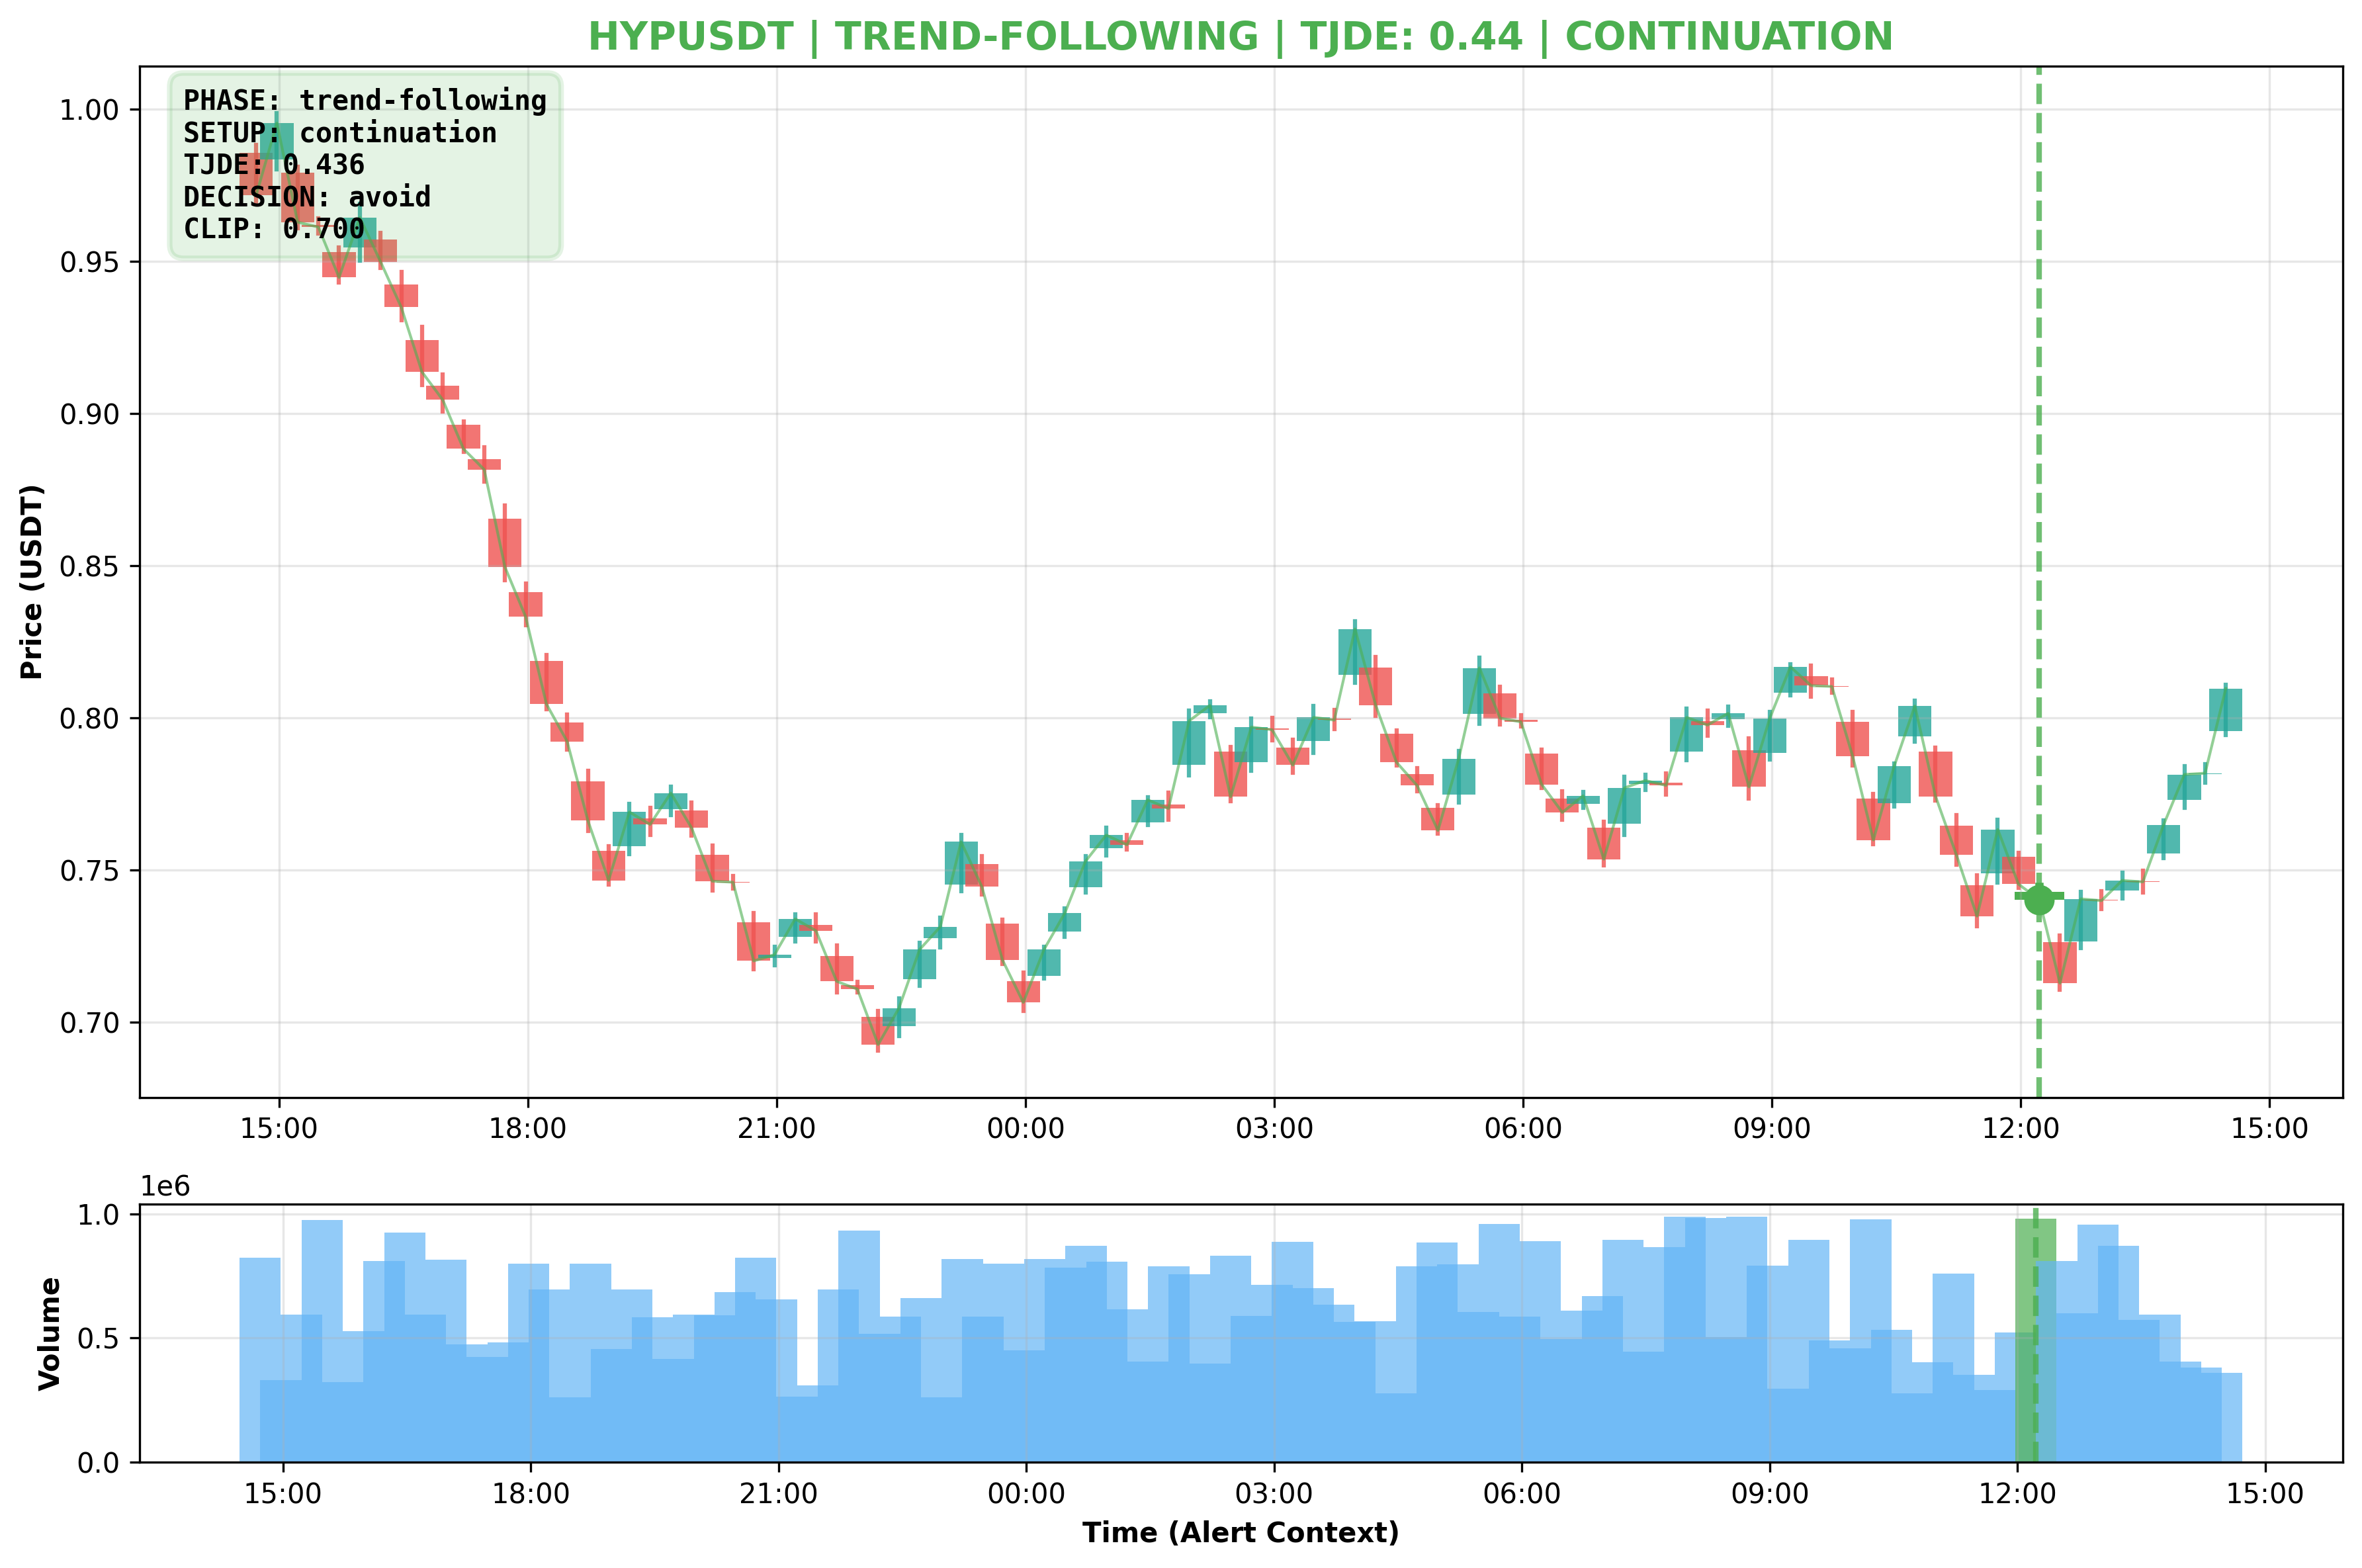 HYPUSDT | TREND-FOLLOWING | TJDE: 0.44 | CONTINUATION
PHASE: trend-following
SETUP: continuation
TJDE: 0.436
DECISION: avoid
CLIP: 0.700
Price (USDT)
1.00
0.95
0.90
0.85
0.80
0.75
0.70
15:00 18:00 21:00 00:00 03:00 06:00 09:00 12:00 15:00
1e6
Volume
1.0
0.5
0.0
15:00 18:00 21:00 00:00 03:00 06:00 09:00 12:00 15:00
Time (Alert Context)